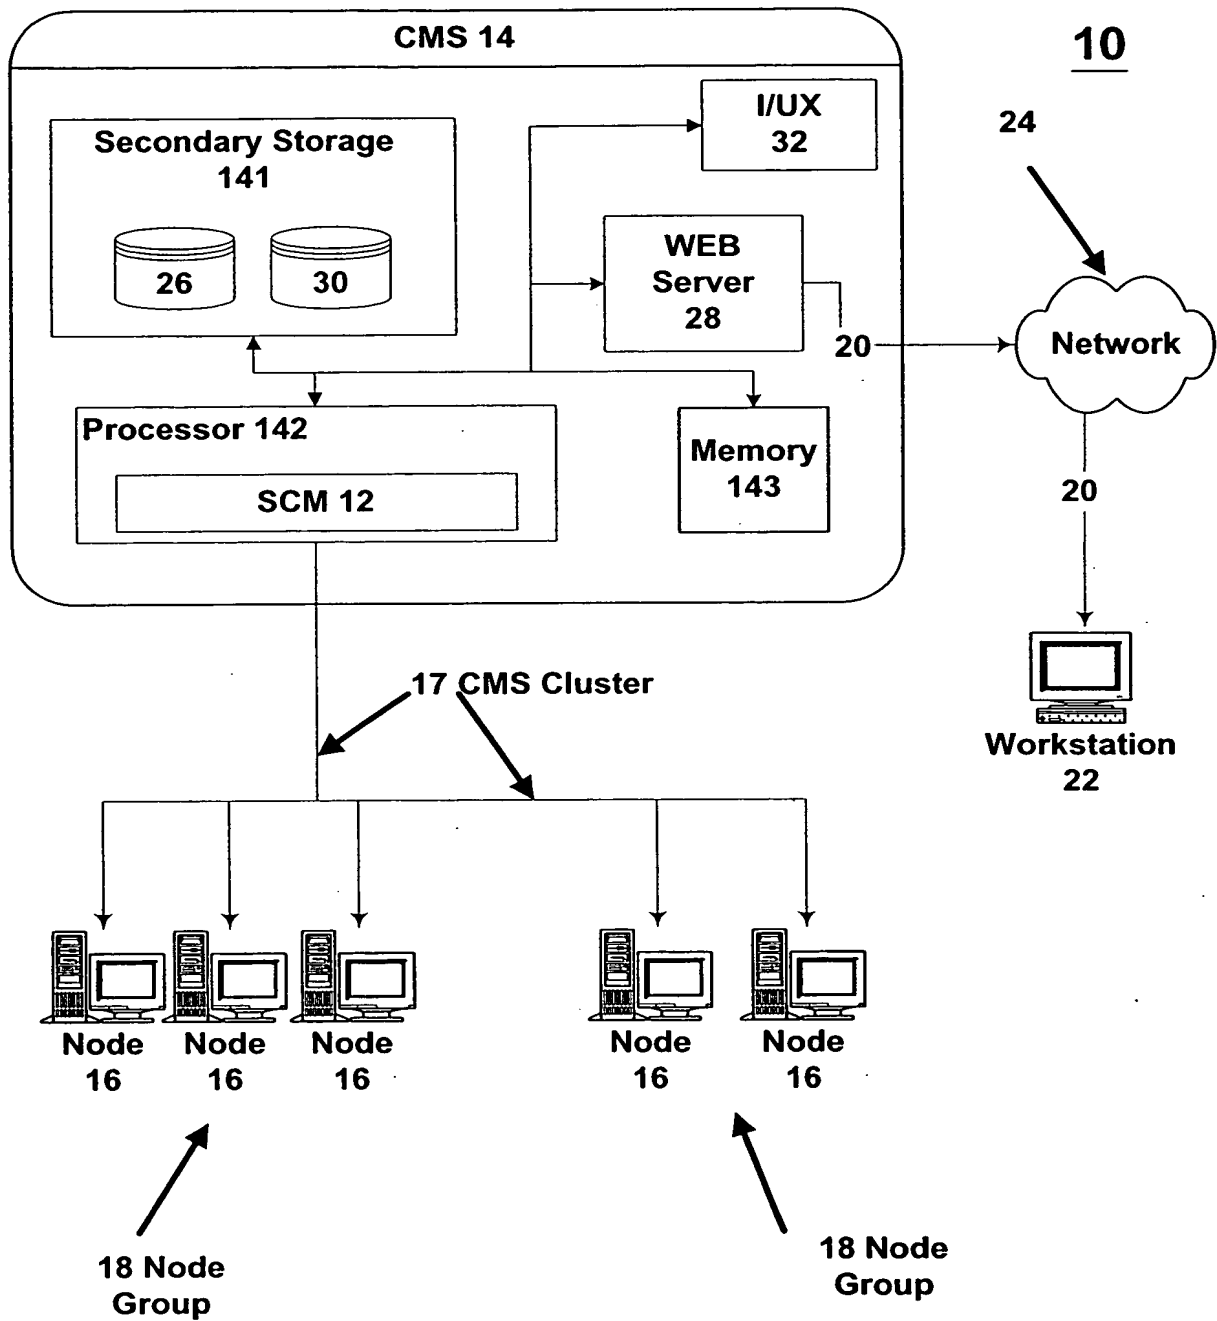 CMS 14
10
I/UX
32
24
Secondary Storage
141
26
30
WEB
Server
28
20
Network
Processor 142
SCM 12
Memory
143
20
17 CMS Cluster
Workstation
22
Node
16
Node
16
Node
16
Node
16
Node
16
18 Node
Group
18 Node
Group